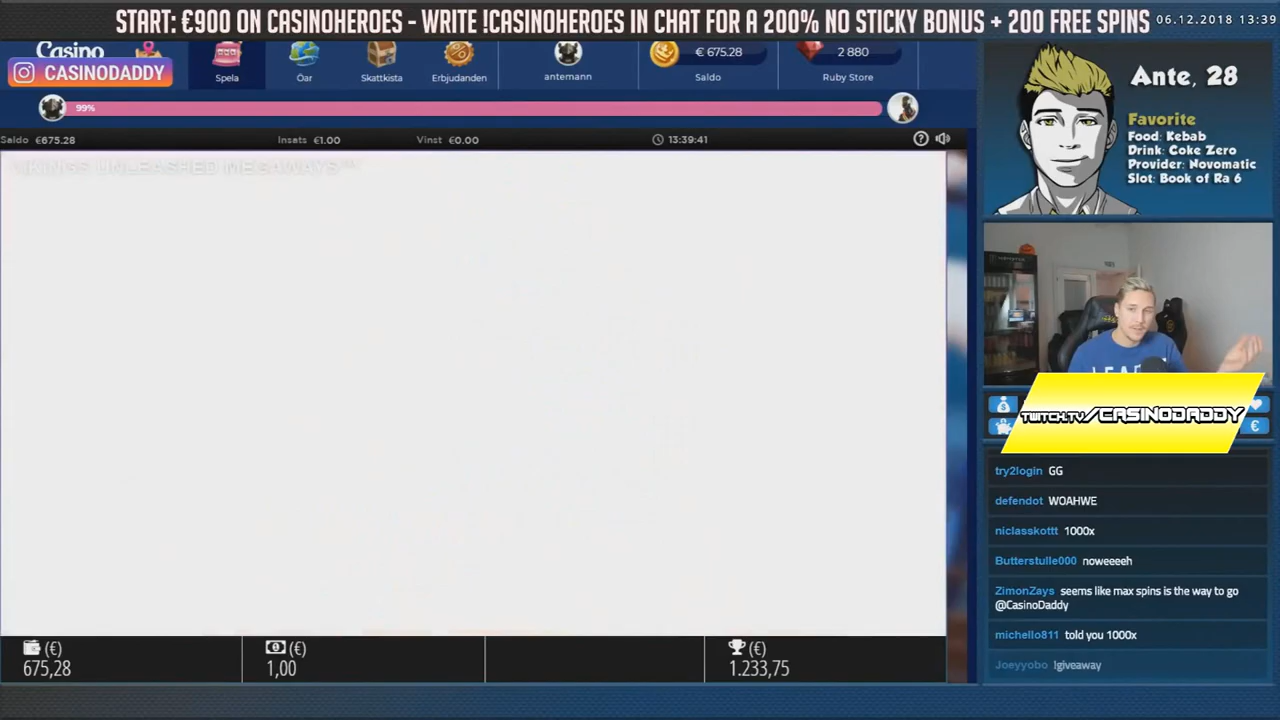 START: €900 ON CASINOHEROES - WRITE !CASINOHEROES IN CHAT FOR A 200% NO STICKY BONUS + 200 FREE SPINS
06.12.2018 13:39
Casino
CASINODADDY
Spela
Öar
Skattkista
Erbjudanden
antemann
€ 675.28
Saldo
2 880
Ruby Store
99%
Saldo €675.28
Insats €1.00
Vinst €0.00
13:39:41
VIKINGS UNLEASHED MEGAWAYS™
(€)
675,28
(€)
1,00
(€)
1.233,75
Ante, 28
Favorite
Food: Kebab
Drink: Coke Zero
Provider: Novomatic
Slot: Book of Ra 6
TWITCH.TV/CASINODADDY
try2login GG
defendot WOAHWE
niclasskottt 1000x
Butterstulle000 noweeeeh
ZimonZays seems like max spins is the way to go
@CasinoDaddy
michello811 told you 1000x
Joeyyobo !giveaway